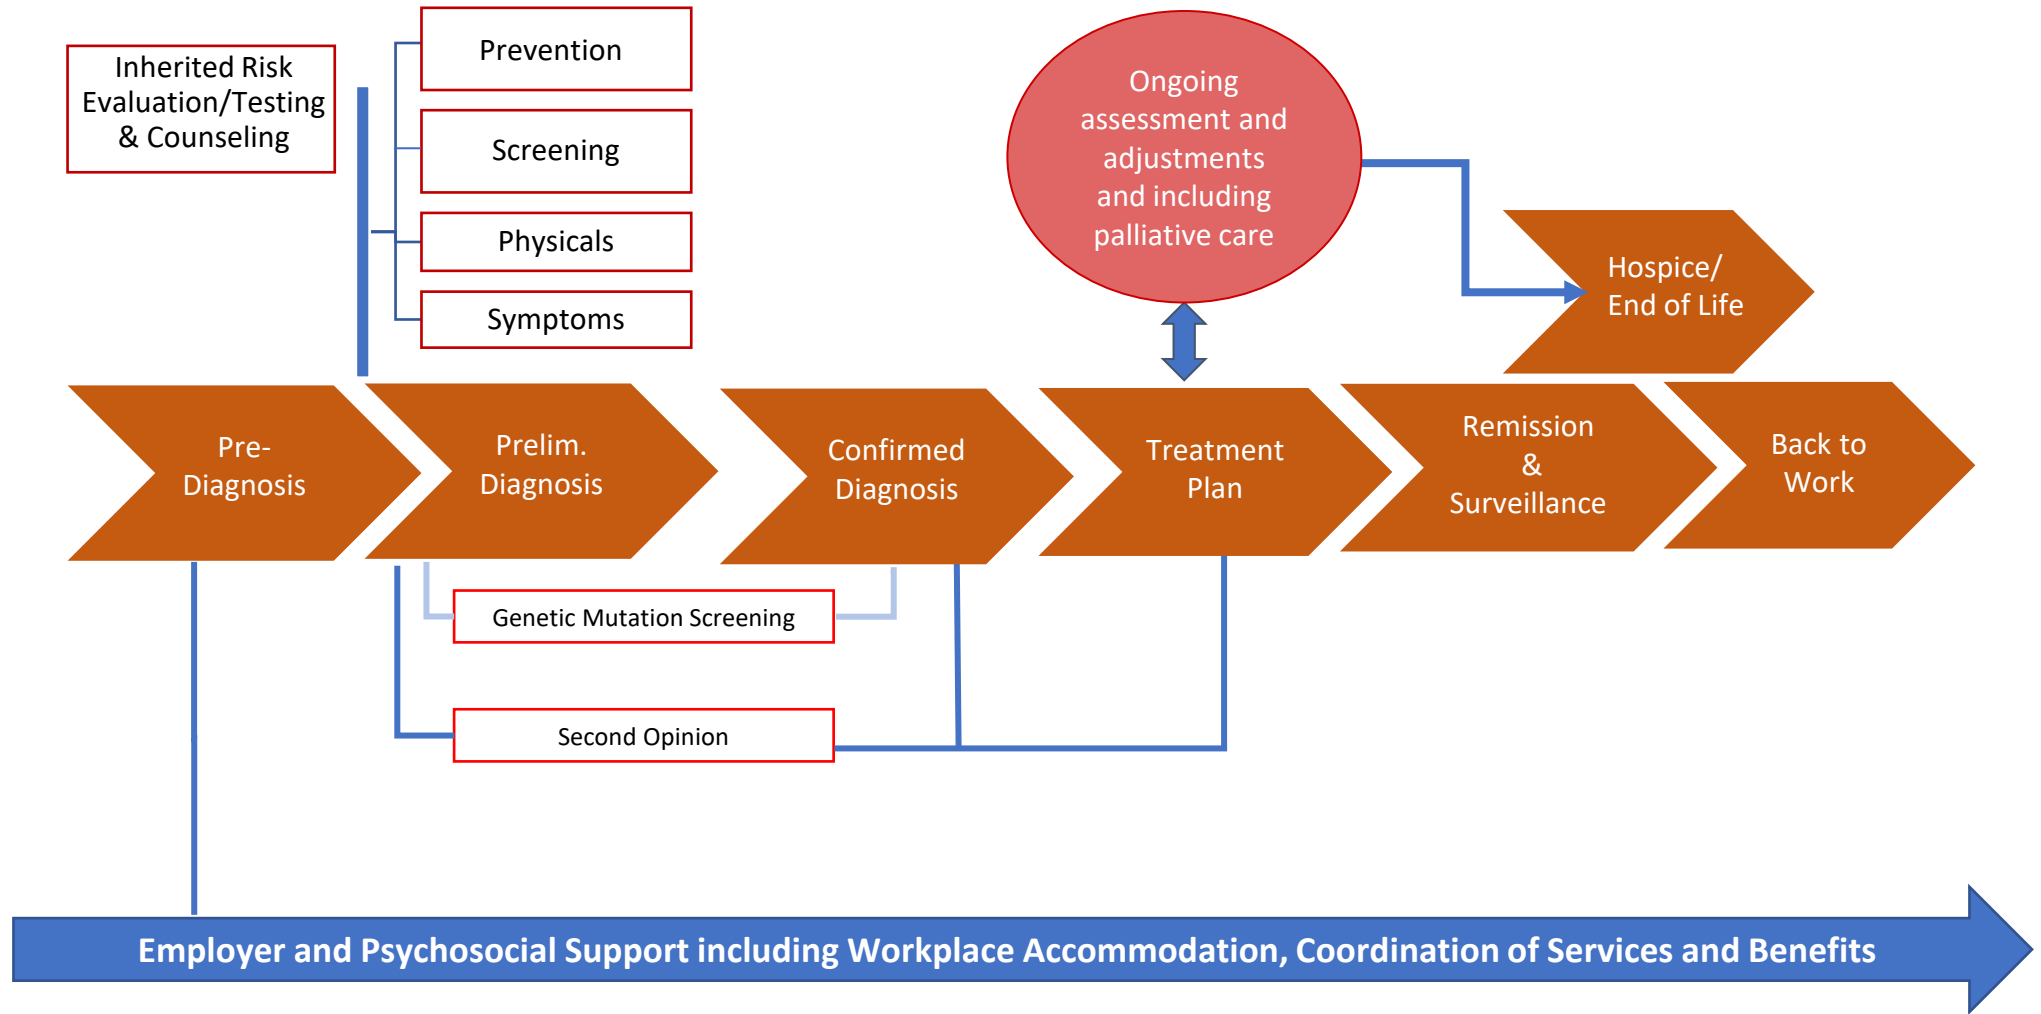 Inherited Risk
Evaluation/Testing
& Counseling
Prevention
Screening
Physicals
Symptoms
Ongoing
assessment and
adjustments
and including
palliative care
Hospice/
End of Life
Pre-
Diagnosis
Prelim.
Diagnosis
Confirmed
Diagnosis
Treatment
Plan
Remission
&
Surveillance
Back to
Work
Genetic Mutation Screening
Second Opinion
Employer and Psychosocial Support including Workplace Accommodation, Coordination of Services and Benefits